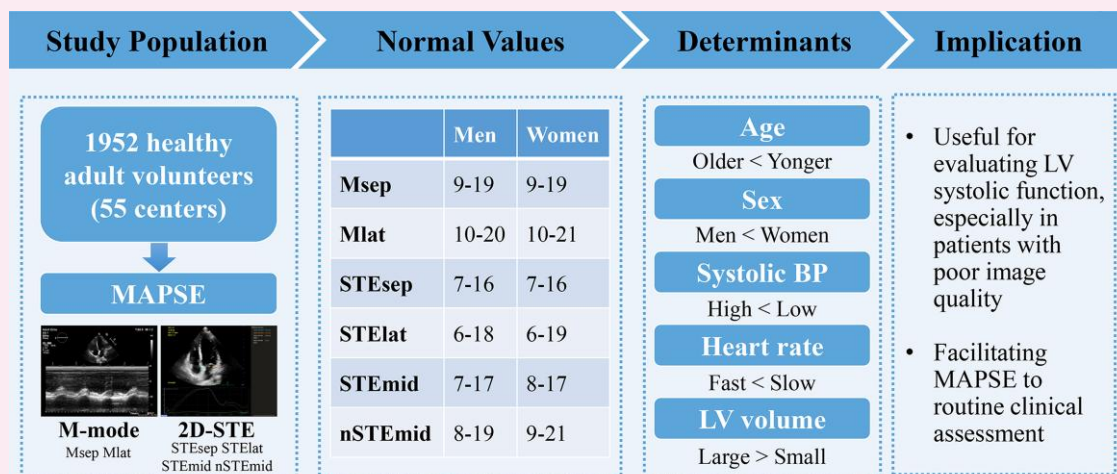 Study Population
Normal Values
Determinants
Implication
1952 healthy
adult volunteers
(55 centers)
MAPSE
M-mode
Msep Mlat
2D-STE
STEsep STElat
STEmid nSTEmid
Men Women
Msep 9-19 9-19
Mlat 10-20 10-21
STEsep 7-16 7-16
STElat 6-18 6-19
STEmid 7-17 8-17
nSTEmid 8-19 9-21
Age
Older < Yonger
Sex
Men < Women
Systolic BP
High < Low
Heart rate
Fast < Slow
LV volume
Large > Small
• Useful for
evaluating LV
systolic function,
especially in
patients with
poor image
quality
• Facilitating
MAPSE to
routine clinical
assessment